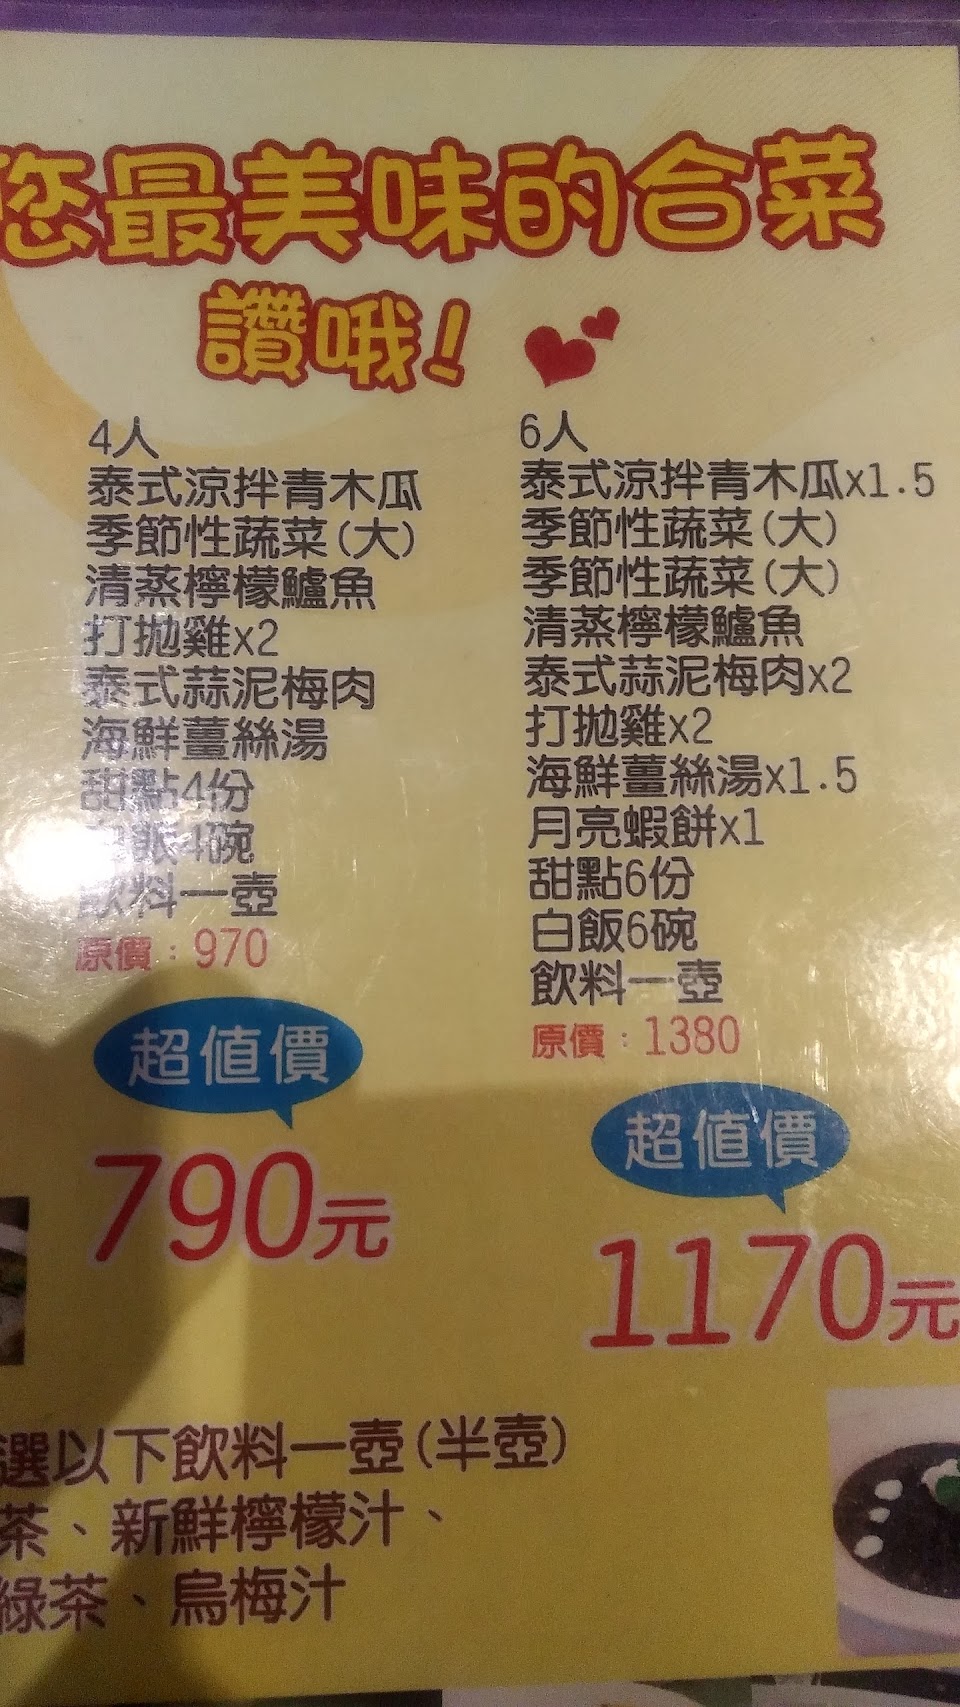 您最美味的合菜
讚哦!
4人
泰式涼拌青木瓜
季節性蔬菜(大)
清蒸檸檬鱸魚
打拋雞x2
泰式蒜泥梅肉
海鮮薑絲湯
甜點4份
白飯4碗
飲料一壺
原價:970
超值價
790元
6人
泰式涼拌青木瓜x1.5
季節性蔬菜(大)
季節性蔬菜(大)
清蒸檸檬鱸魚
泰式蒜泥梅肉x2
打拋雞x2
海鮮薑絲湯x1.5
月亮蝦餅x1
甜點6份
白飯6碗
飲料一壺
原價:1380
超值價
1170元
選以下飲料一壺(半壺)
茶、新鮮檸檬汁、
綠茶、烏梅汁